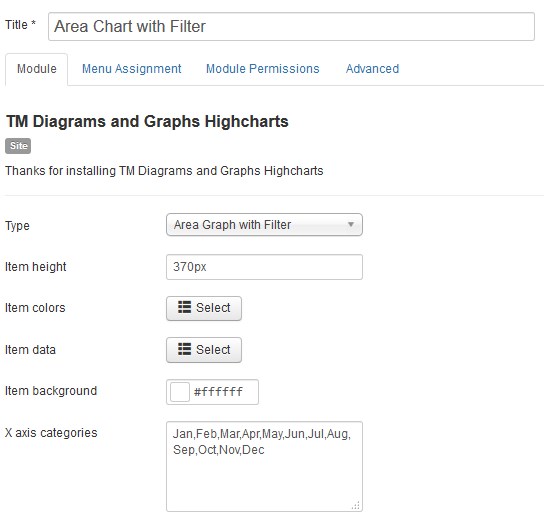 Title * Area Chart with Filter
Module Menu Assignment Module Permissions Advanced
TM Diagrams and Graphs Highcharts
Site
Thanks for installing TM Diagrams and Graphs Highcharts
Type Area Graph with Filter
Item height 370px
Item colors Select
Item data Select
Item background #ffffff
X axis categories Jan,Feb,Mar,Apr,May,Jun,Jul,Aug,
Sep,Oct,Nov,Dec